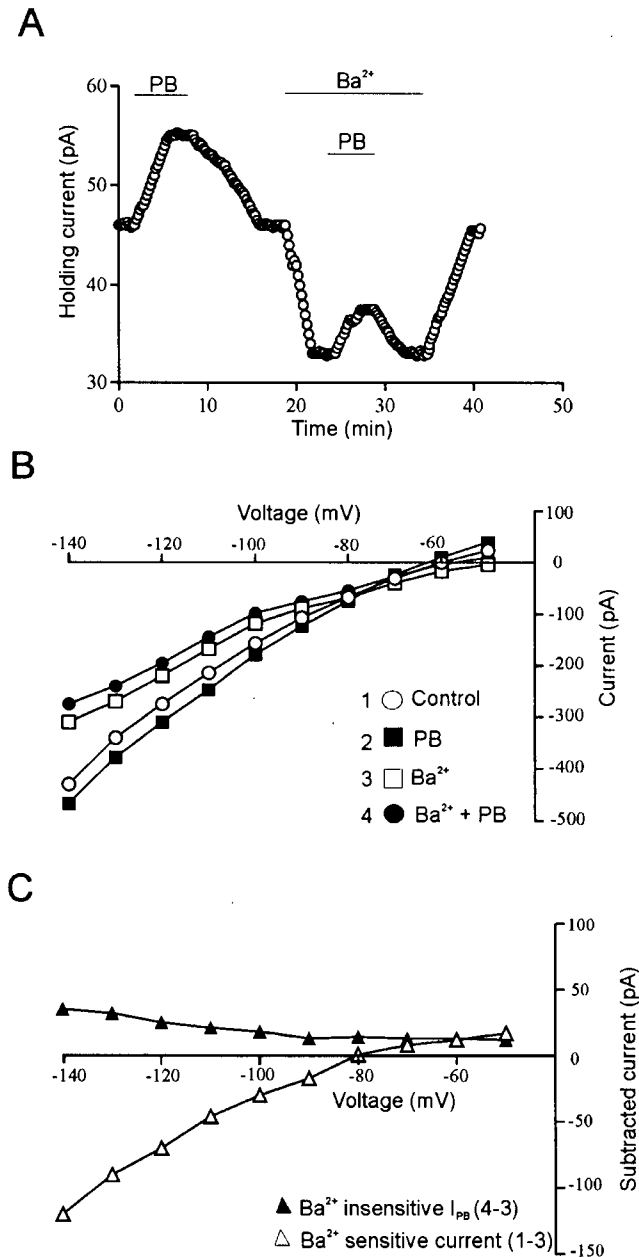 A
PB
Ba²⁺
PB
60
50
40
30
Holding current (pA)
0 10 20 30 40 50
Time (min)
B
Voltage (mV)
-140 -120 -100 -80 -60
100
0
-100
-200
-300
-400
-500
Current (pA)
1 Control
2 PB
3 Ba²⁺
4 Ba²⁺ + PB
C
100
50
0
-50
-100
-150
Subtracted current (pA)
-140 -120 -100 -80 -60
Voltage (mV)
Ba²⁺ insensitive I_PB (4-3)
Ba²⁺ sensitive current (1-3)